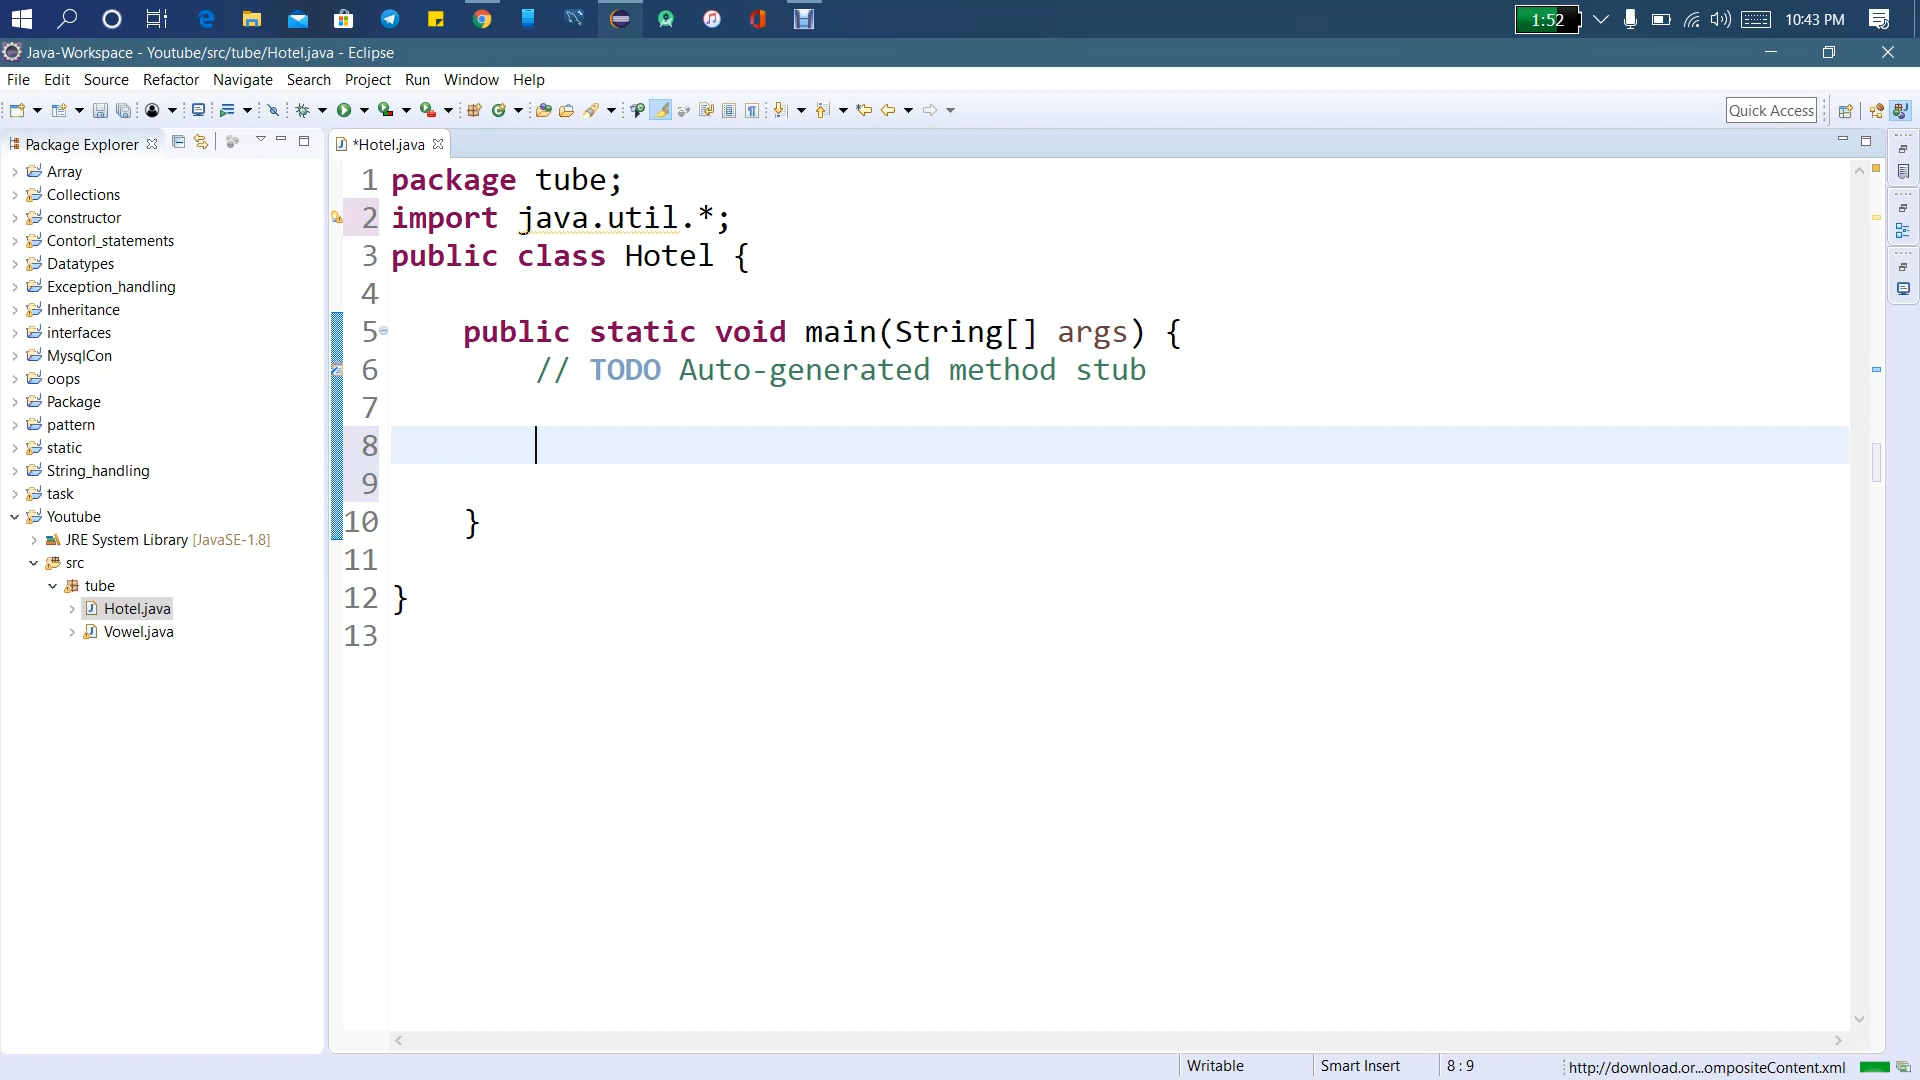 1:52
10:43 PM
Java-Workspace - Youtube/src/tube/Hotel.java - Eclipse
File Edit Source Refactor Navigate Search Project Run Window Help
Quick Access
Package Explorer
*Hotel.java
Array
Collections
constructor
Contorl_statements
Datatypes
Exception_handling
Inheritance
interfaces
MysqlCon
oops
Package
pattern
static
String_handling
task
Youtube
JRE System Library [JavaSE-1.8]
src
tube
Hotel.java
Vowel.java
1 package tube;
2 import java.util.*;
3 public class Hotel {
4
5 public static void main(String[] args) {
6 // TODO Auto-generated method stub
7
8
9
10 }
11
12 }
13
Writable Smart Insert 8 : 9 http://download.or...ompositeContent.xml